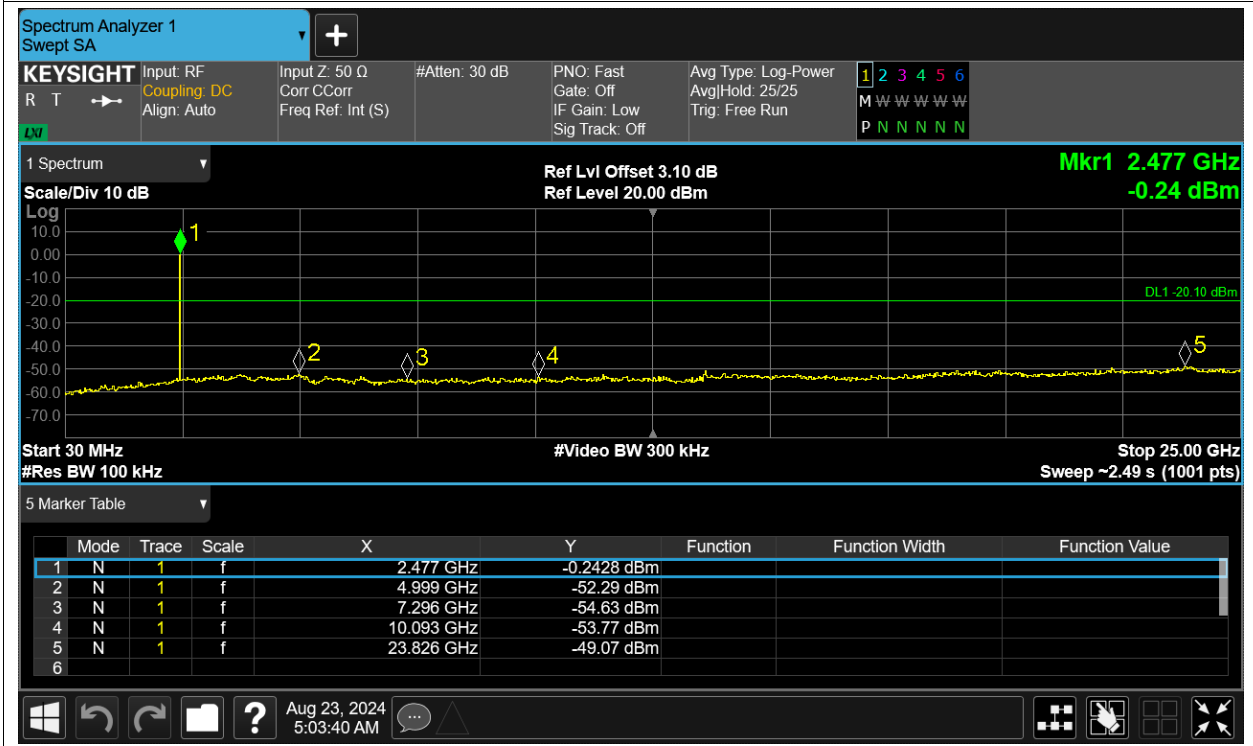 Spectrum Analyzer 1
Swept SA
+
KEYSIGHT Input: RF Input Z: 50 Ω #Atten: 30 dB PNO: Fast Avg Type: Log-Power 1 2 3 4 5 6
R T Coupling: DC Corr CCorr Gate: Off Avg|Hold: 25/25 M W W W W W
Align: Auto Freq Ref: Int (S) IF Gain: Low Trig: Free Run
LXI Sig Track: Off P N N N N N
1 Spectrum Ref Lvl Offset 3.10 dB Mkr1 2.477 GHz
Scale/Div 10 dB Ref Level 20.00 dBm -0.24 dBm
Log
10.0 1
0.00
-10.0
DL1 -20.10 dBm
-20.0
-30.0
-40.0 2 3 4 5
-50.0
-60.0
-70.0
Start 30 MHz #Video BW 300 kHz Stop 25.00 GHz
#Res BW 100 kHz Sweep ~2.49 s (1001 pts)
5 Marker Table
Mode Trace Scale X Y Function Function Width Function Value
1 N 1 f 2.477 GHz -0.2428 dBm
2 N 1 f 4.999 GHz -52.29 dBm
3 N 1 f 7.296 GHz -54.63 dBm
4 N 1 f 10.093 GHz -53.77 dBm
5 N 1 f 23.826 GHz -49.07 dBm
6
? Aug 23, 2024
5:03:40 AM